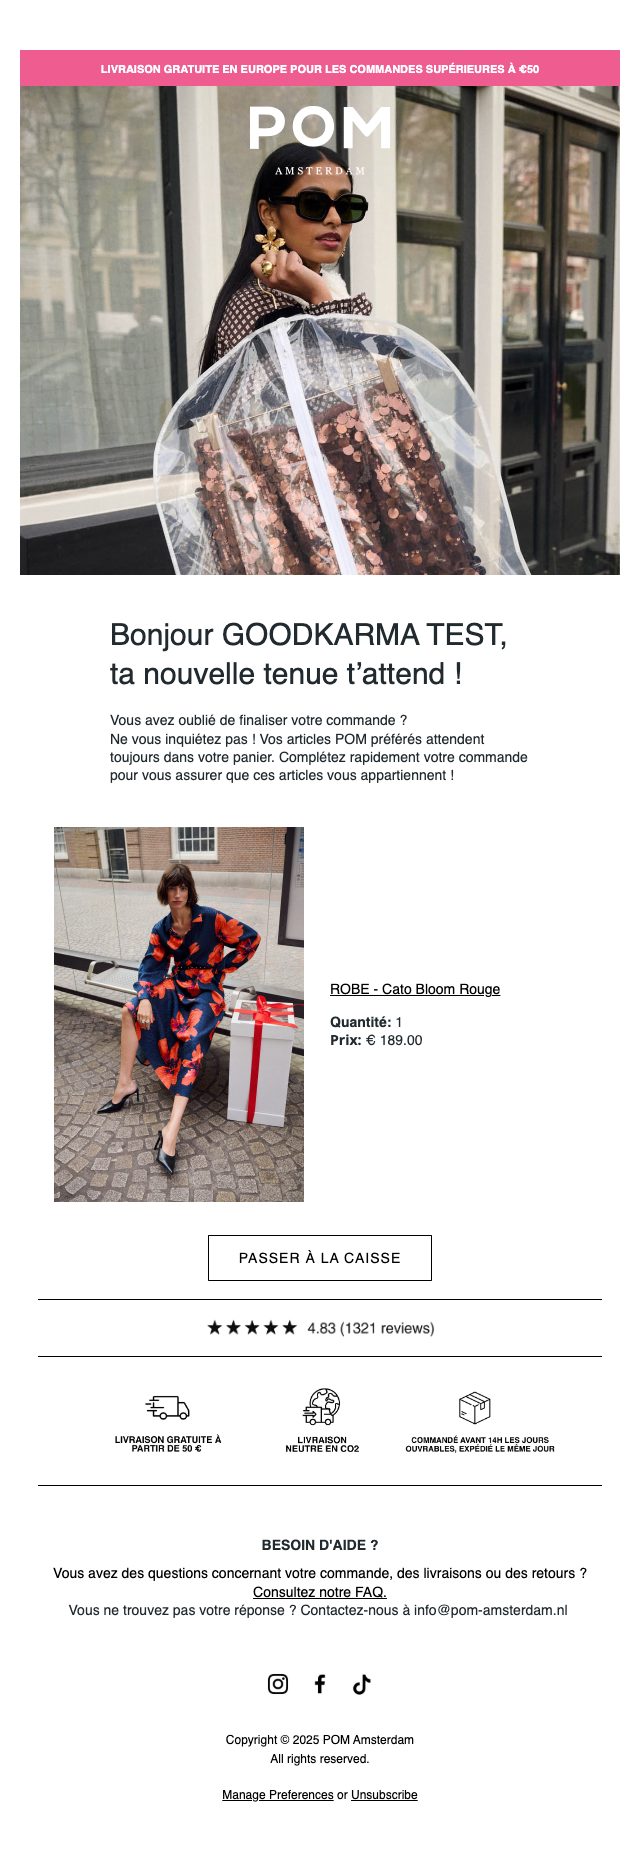 LIVRAISON GRATUITE EN EUROPE POUR LES COMMANDES SUPÉRIEURES À €50
POM
AMSTERDAM
Bonjour GOODKARMA TEST,
ta nouvelle tenue t’attend !
Vous avez oublié de finaliser votre commande ?
Ne vous inquiétez pas ! Vos articles POM préférés attendent
toujours dans votre panier. Complétez rapidement votre commande
pour vous assurer que ces articles vous appartiennent !
ROBE - Cato Bloom Rouge
Quantité: 1
Prix: € 189.00
PASSER À LA CAISSE
★★★★★ 4.83 (1321 reviews)
LIVRAISON GRATUITE À
PARTIR DE 50 €
LIVRAISON
NEUTRE EN CO2
COMMANDÉ AVANT 14H LES JOURS
OUVRABLES, EXPÉDIÉ LE MÊME JOUR
BESOIN D'AIDE ?
Vous avez des questions concernant votre commande, des livraisons ou des retours ?
Consultez notre FAQ.
Vous ne trouvez pas votre réponse ? Contactez-nous à info@pom-amsterdam.nl
Copyright © 2025 POM Amsterdam
All rights reserved.
Manage Preferences or Unsubscribe